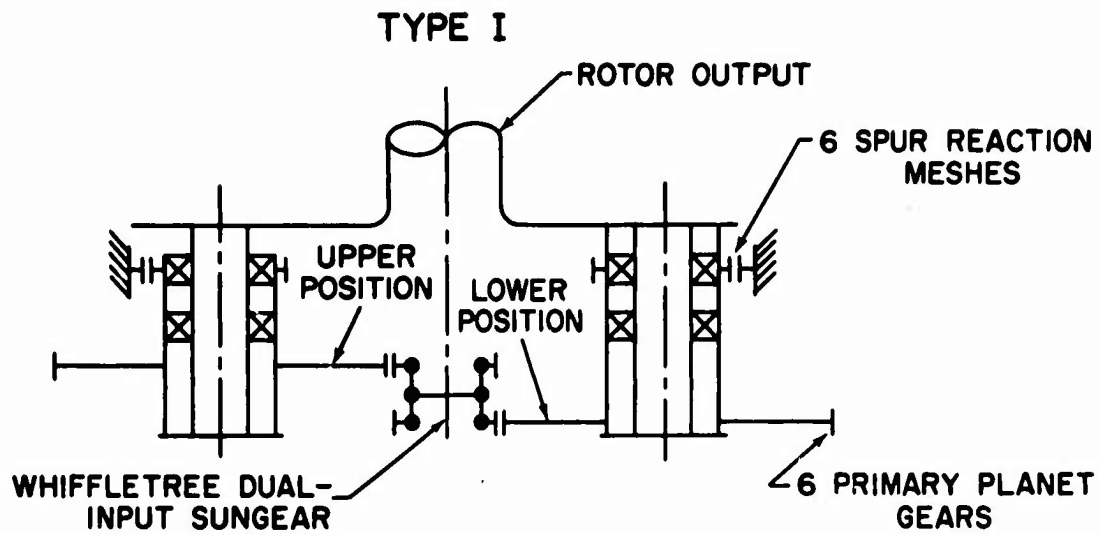 TYPE I
ROTOR OUTPUT
6 SPUR REACTION
MESHES
UPPER
POSITION
LOWER
POSITION
WHIFFLETREE DUAL-
INPUT SUNGEAR
6 PRIMARY PLANET
GEARS